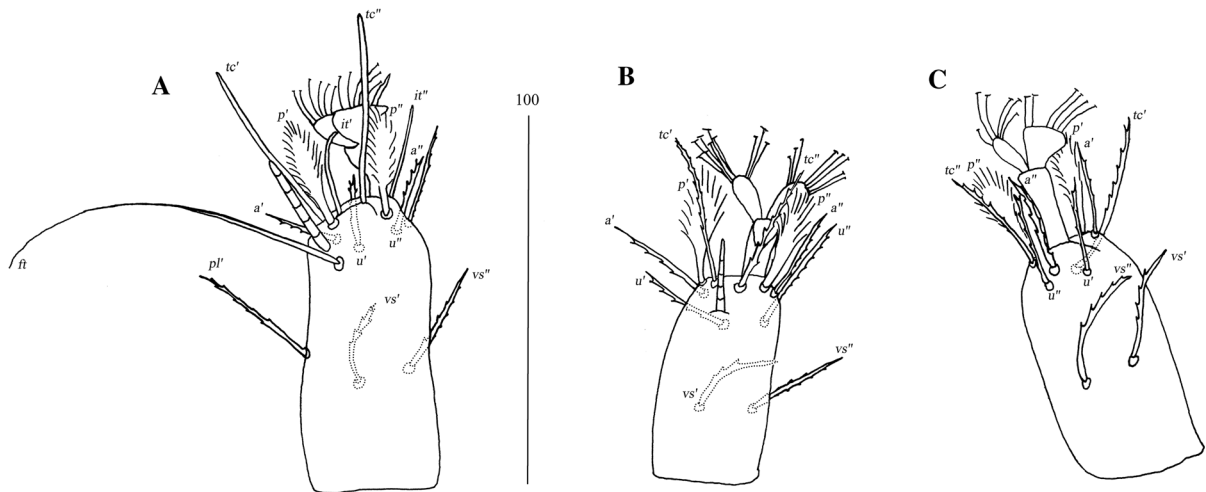 A
tc′
tc″
p′
it′
p″
it″
a″
a′
u′
u″
ft
pl′
vs′
vs″
100
B
tc′
tc″
p′
p″
a′
a″
u″
u′
vs′
vs″
C
tc′
p′
a′
tc″
p″
a″
u″
u′
vs″
vs′